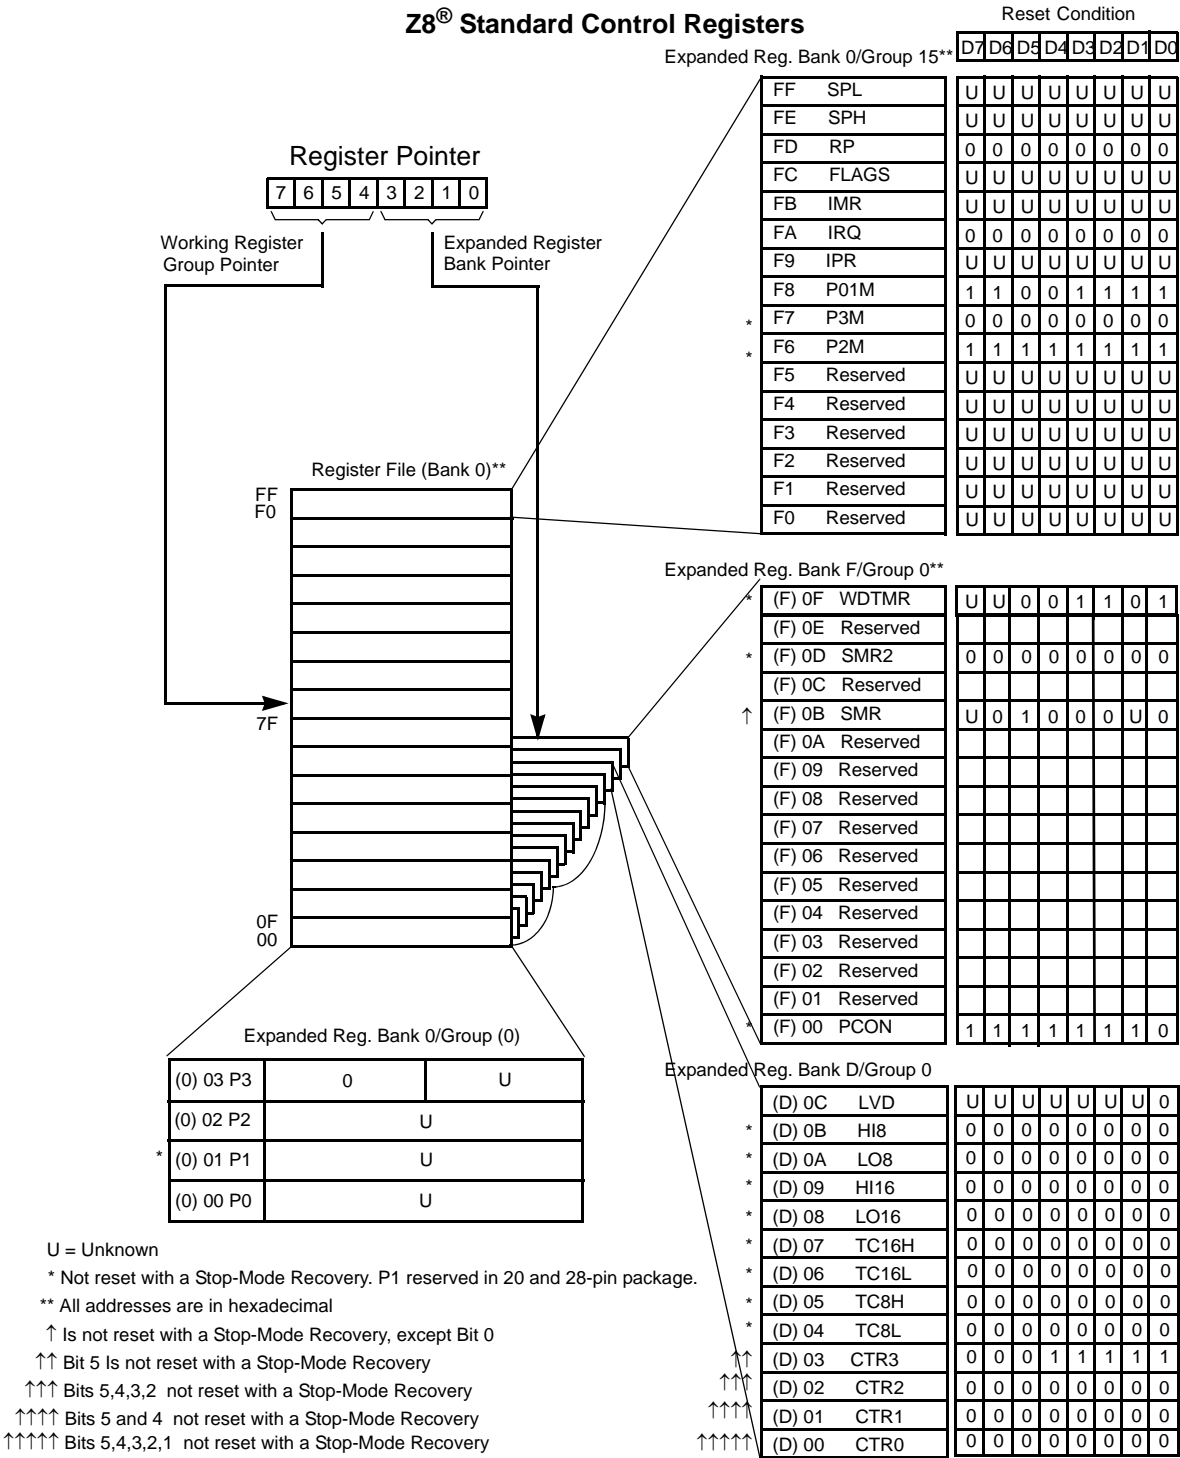 Z8® Standard Control Registers
Reset Condition
Expanded Reg. Bank 0/Group 15**
D7 D6 D5 D4 D3 D2 D1 D0
FF SPL U U U U U U U U
FE SPH U U U U U U U U
FD RP 0 0 0 0 0 0 0 0
FC FLAGS U U U U U U U U
FB IMR U U U U U U U U
FA IRQ 0 0 0 0 0 0 0 0
F9 IPR U U U U U U U U
F8 P01M 1 1 0 0 1 1 1 1
* F7 P3M 0 0 0 0 0 0 0 0
* F6 P2M 1 1 1 1 1 1 1 1
F5 Reserved U U U U U U U U
F4 Reserved U U U U U U U U
F3 Reserved U U U U U U U U
F2 Reserved U U U U U U U U
F1 Reserved U U U U U U U U
F0 Reserved U U U U U U U U
Register Pointer
7 6 5 4 3 2 1 0
Working Register
Group Pointer
Expanded Register
Bank Pointer
Register File (Bank 0)**
FF
F0
7F
0F
00
Expanded Reg. Bank F/Group 0**
* (F) 0F WDTMR U U 0 0 1 1 0 1
(F) 0E Reserved
* (F) 0D SMR2 0 0 0 0 0 0 0 0
(F) 0C Reserved
↑ (F) 0B SMR U 0 1 0 0 0 U 0
(F) 0A Reserved
(F) 09 Reserved
(F) 08 Reserved
(F) 07 Reserved
(F) 06 Reserved
(F) 05 Reserved
(F) 04 Reserved
(F) 03 Reserved
(F) 02 Reserved
(F) 01 Reserved
* (F) 00 PCON 1 1 1 1 1 1 1 0
Expanded Reg. Bank 0/Group (0)
(0) 03 P3 0 U
(0) 02 P2 U
* (0) 01 P1 U
(0) 00 P0 U
Expanded Reg. Bank D/Group 0
(D) 0C LVD U U U U U U U 0
* (D) 0B HI8 0 0 0 0 0 0 0 0
* (D) 0A LO8 0 0 0 0 0 0 0 0
* (D) 09 HI16 0 0 0 0 0 0 0 0
* (D) 08 LO16 0 0 0 0 0 0 0 0
* (D) 07 TC16H 0 0 0 0 0 0 0 0
* (D) 06 TC16L 0 0 0 0 0 0 0 0
* (D) 05 TC8H 0 0 0 0 0 0 0 0
* (D) 04 TC8L 0 0 0 0 0 0 0 0
↑↑ (D) 03 CTR3 0 0 0 1 1 1 1 1
↑↑↑ (D) 02 CTR2 0 0 0 0 0 0 0 0
↑↑↑↑ (D) 01 CTR1 0 0 0 0 0 0 0 0
↑↑↑↑↑ (D) 00 CTR0 0 0 0 0 0 0 0 0
U = Unknown
* Not reset with a Stop-Mode Recovery. P1 reserved in 20 and 28-pin package.
** All addresses are in hexadecimal
↑ Is not reset with a Stop-Mode Recovery, except Bit 0
↑↑ Bit 5 Is not reset with a Stop-Mode Recovery
↑↑↑ Bits 5,4,3,2 not reset with a Stop-Mode Recovery
↑↑↑↑ Bits 5 and 4 not reset with a Stop-Mode Recovery
↑↑↑↑↑ Bits 5,4,3,2,1 not reset with a Stop-Mode Recovery